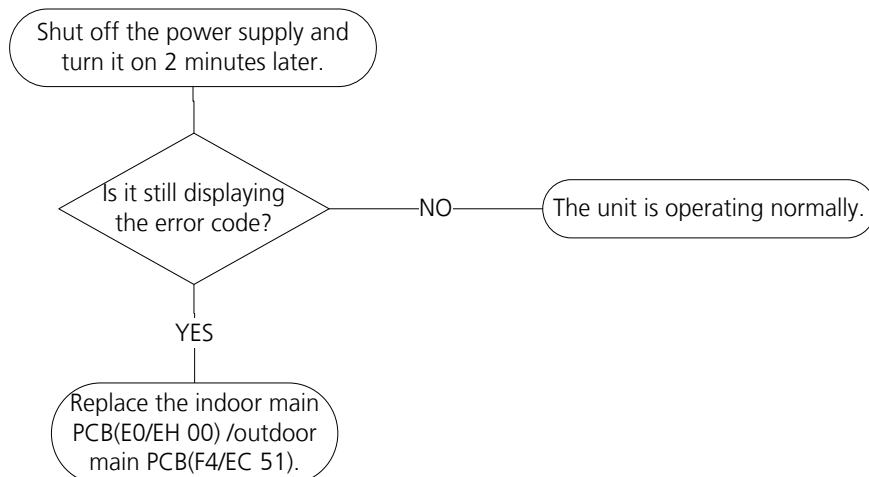 Shut off the power supply and
turn it on 2 minutes later.
Is it still displaying
the error code?
NO
The unit is operating normally.
YES
Replace the indoor main
PCB(E0/EH 00) /outdoor
main PCB(F4/EC 51).